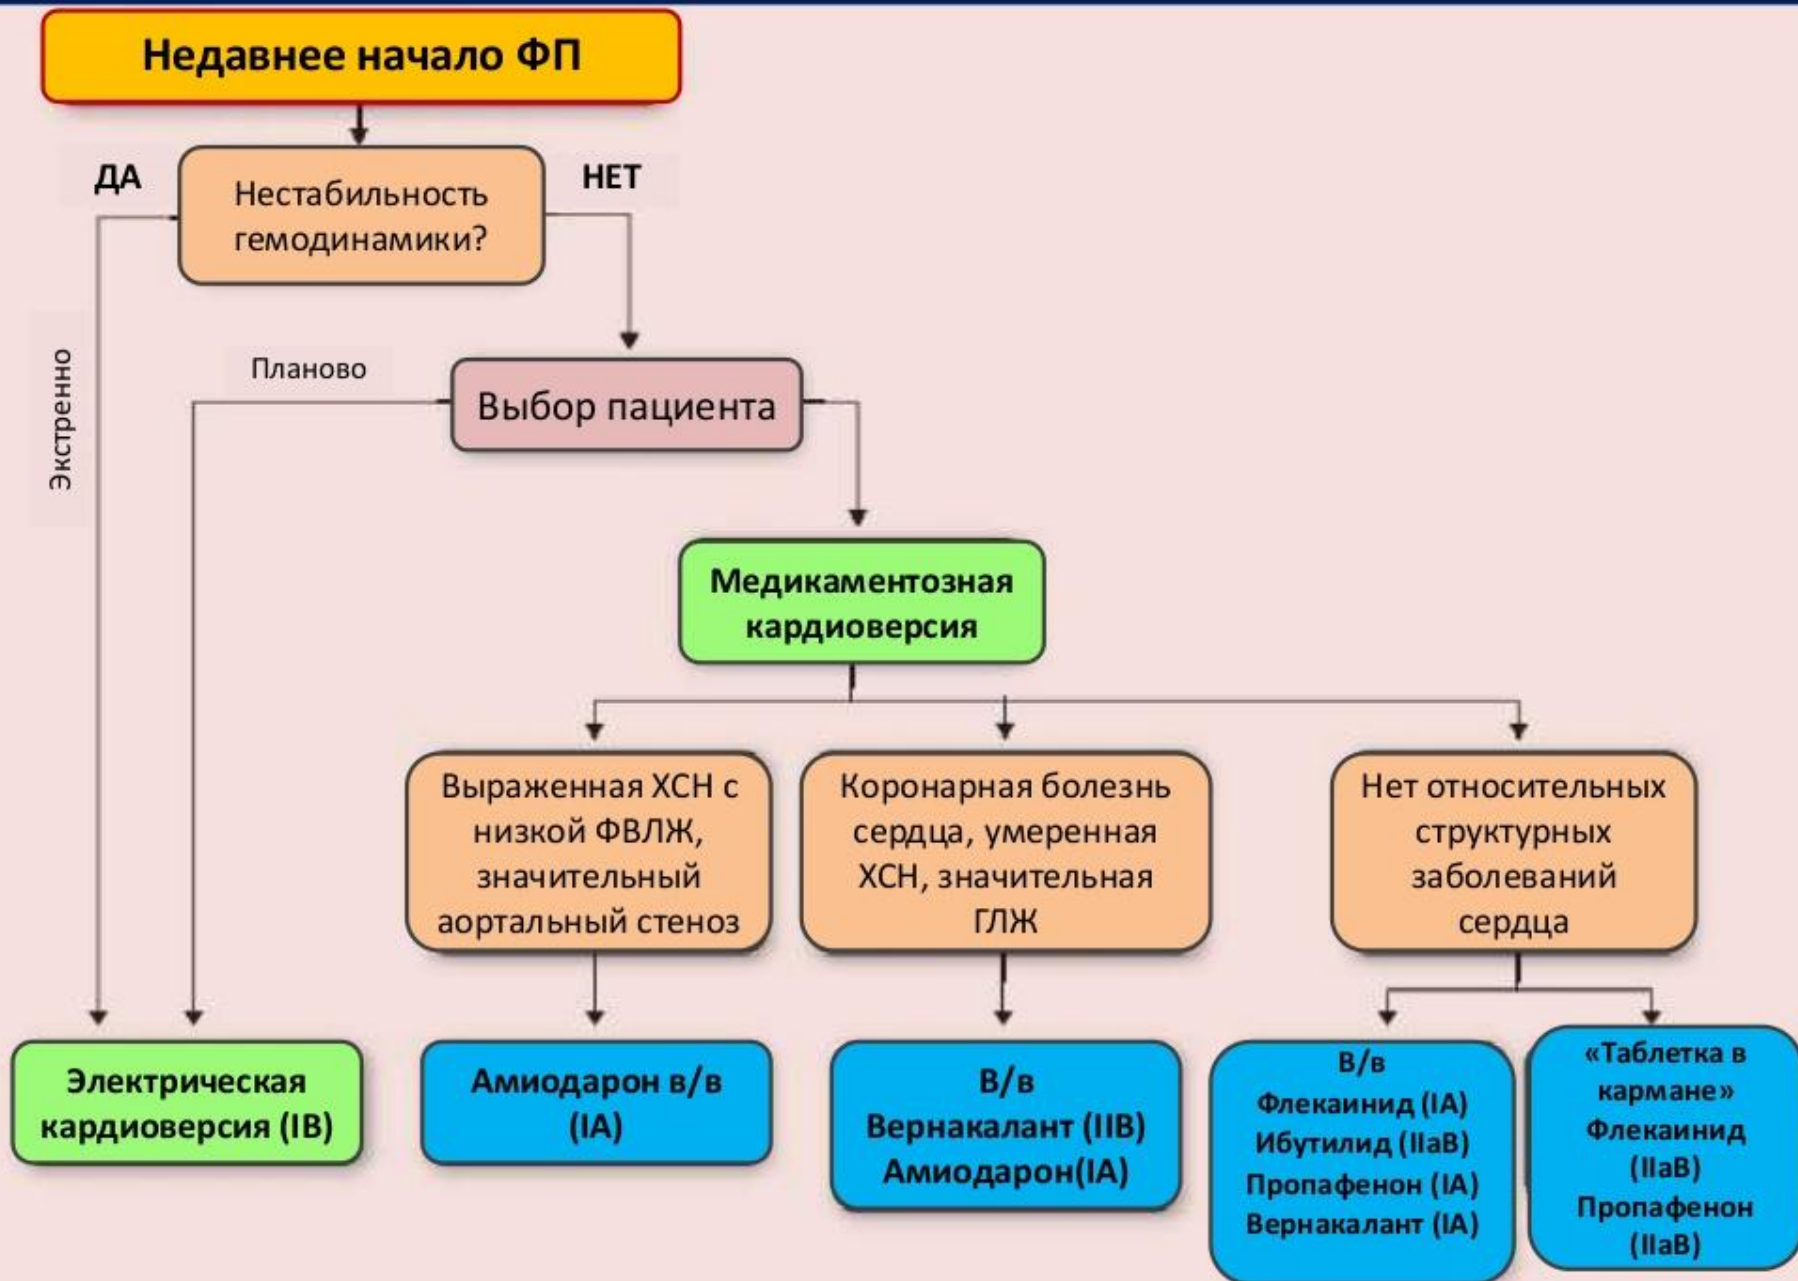 Недавнее начало ФП
ДА
Нестабильность
гемодинамики?
НЕТ
Экстренно
Планово
Выбор пациента
Медикаментозная
кардиоверсия
Выраженная ХСН с
низкой ФВЛЖ,
значительный
аортальный стеноз
Коронарная болезнь
сердца, умеренная
ХСН, значительная
ГЛЖ
Нет относительных
структурных
заболеваний
сердца
Электрическая
кардиоверсия (IB)
Амиодарон в/в
(IA)
В/в
Вернакалант (IIB)
Амиодарон(IA)
В/в
Флекаинид (IA)
Ибутилид (IIaB)
Пропафенон (IA)
Вернакалант (IA)
«Таблетка в
кармане»
Флекаинид
(IIaB)
Пропафенон
(IIaB)